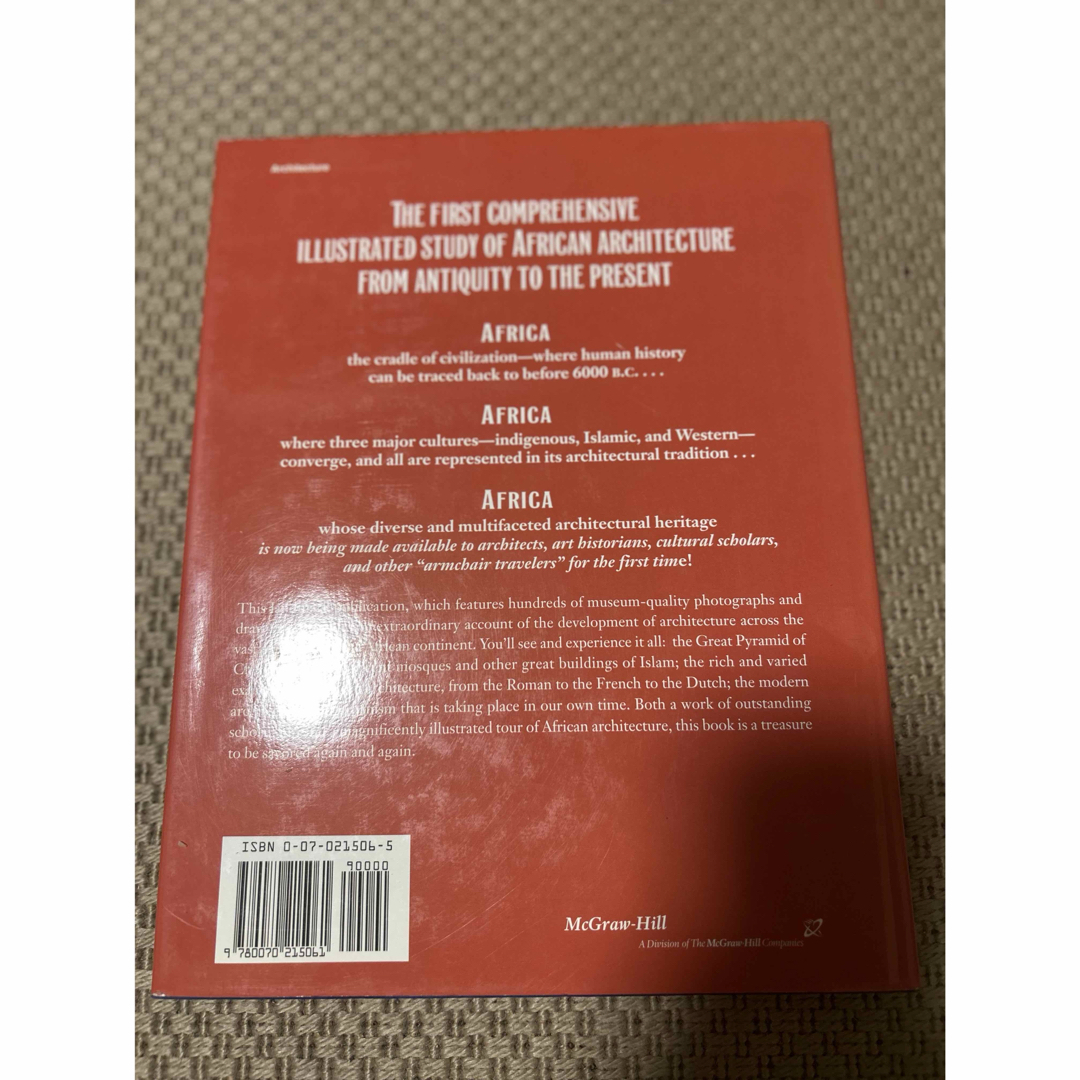 Architecture
THE FIRST COMPREHENSIVE
ILLUSTRATED STUDY OF AFRICAN ARCHITECTURE
FROM ANTIQUITY TO THE PRESENT
AFRICA
the cradle of civilization—where human history
can be traced back to before 6000 B.C. . . .
AFRICA
where three major cultures—indigenous, Islamic, and Western—
converge, and all are represented in its architectural tradition . . .
AFRICA
whose diverse and multifaceted architectural heritage
is now being made available to architects, art historians, cultural scholars,
and other “armchair travelers” for the first time!
This publication, which features hundreds of museum-quality photographs and
extraordinary account of the development of architecture across the
African continent. You’ll see and experience it all: the Great Pyramid of
mosques and other great buildings of Islam; the rich and varied
architecture, from the Roman to the French to the Dutch; the modern
that is taking place in our own time. Both a work of outstanding
magnificently illustrated tour of African architecture, this book is a treasure
to be savored again and again.
ISBN 0-07-021506-5
90000
9 780070 215061
McGraw-Hill
A Division of The McGraw-Hill Companies